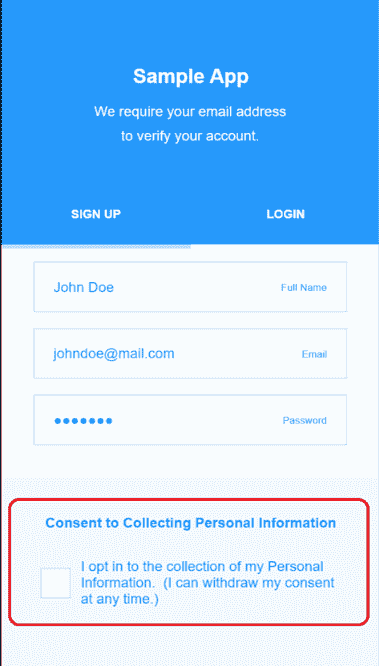 Sample App
We require your email address
to verify your account.
SIGN UP
LOGIN
John Doe
Full Name
johndoe@mail.com
Email
●●●●●●●
Password
Consent to Collecting Personal Information
I opt in to the collection of my Personal
Information.  (I can withdraw my consent
at any time.)